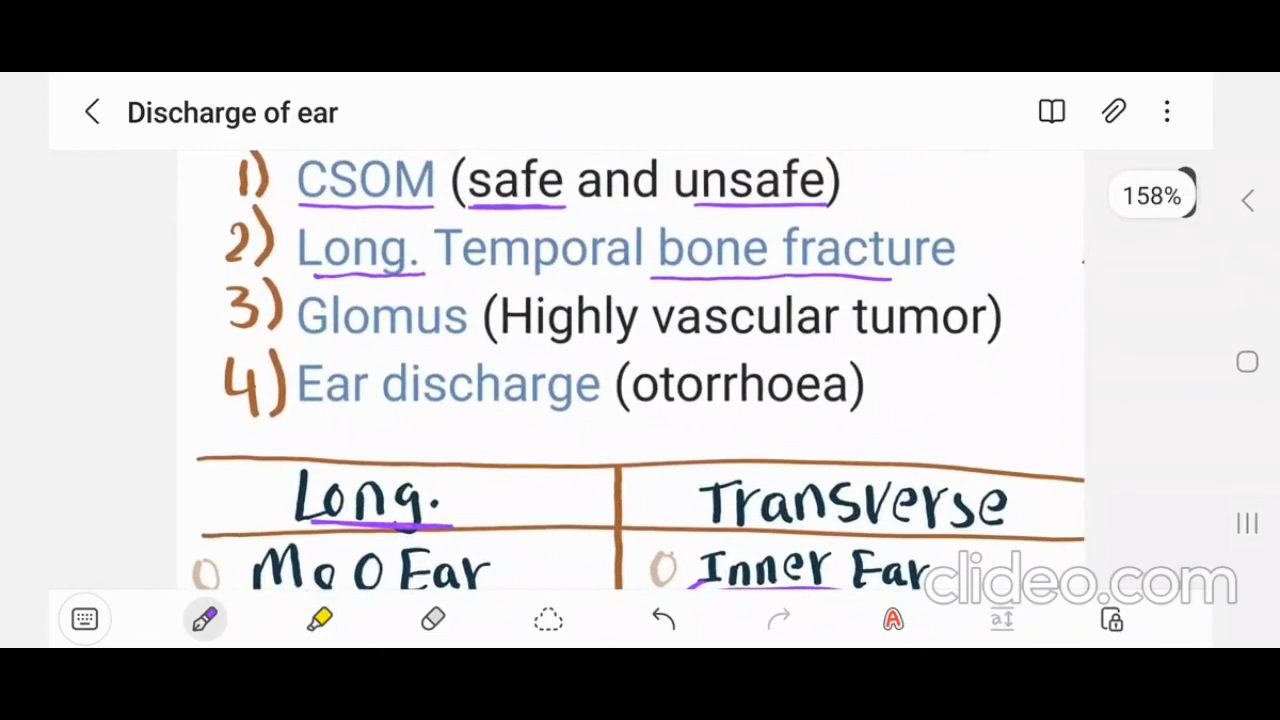 Discharge of ear
158%
1) CSOM (safe and unsafe)
2) Long. Temporal bone fracture
3) Glomus (Highly vascular tumor)
4) Ear discharge (otorrhoea)
Long. Transverse
M o O Ear Inner Ear
clideo.com
A
a